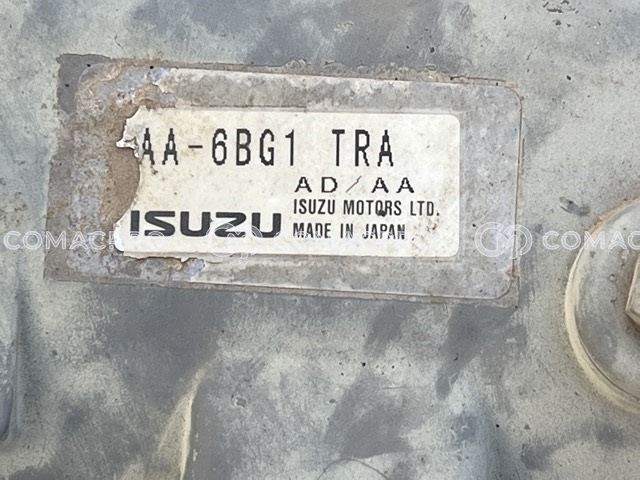 AA-6BG1 TRA
AD/AA
ISUZU
ISUZU MOTORS LTD.
MADE IN JAPAN